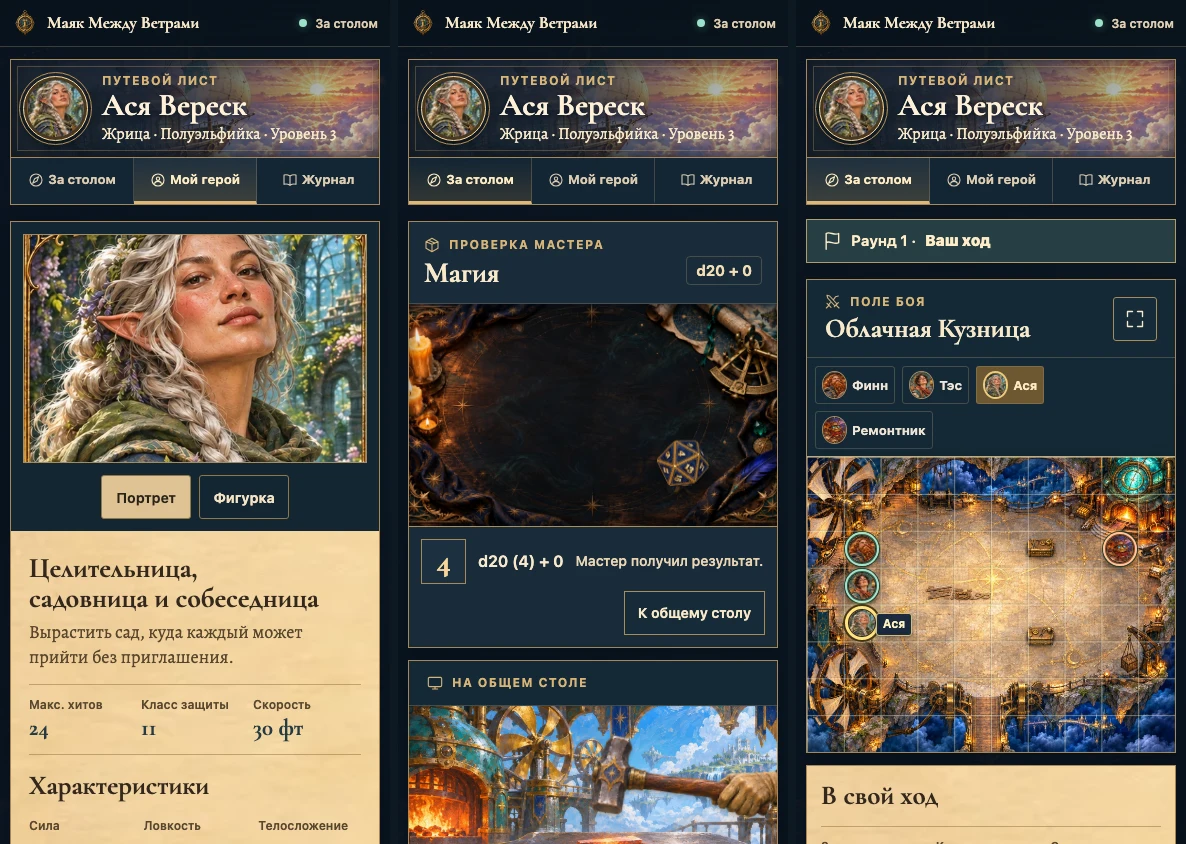 Маяк Между Ветрами
За столом
ПУТЕВОЙ ЛИСТ
Ася Вереск
Жрица · Полуэльфийка · Уровень 3
За столом
Мой герой
Журнал
Портрет
Фигурка
Целительница,
садовница и собеседница
Вырастить сад, куда каждый может
прийти без приглашения.
Макс. хитов
Класс защиты
Скорость
24
11
30 фт
Характеристики
Сила
Ловкость
Телосложение
Маяк Между Ветрами
За столом
ПУТЕВОЙ ЛИСТ
Ася Вереск
Жрица · Полуэльфийка · Уровень 3
За столом
Мой герой
Журнал
ПРОВЕРКА МАСТЕРА
Магия
d20 + 0
4
d20 (4) + 0
Мастер получил результат.
К общему столу
НА ОБЩЕМ СТОЛЕ
Маяк Между Ветрами
За столом
ПУТЕВОЙ ЛИСТ
Ася Вереск
Жрица · Полуэльфийка · Уровень 3
За столом
Мой герой
Журнал
Раунд 1 · Ваш ход
ПОЛЕ БОЯ
Облачная Кузница
Финн
Тэс
Ася
Ремонтник
Ася
В свой ход